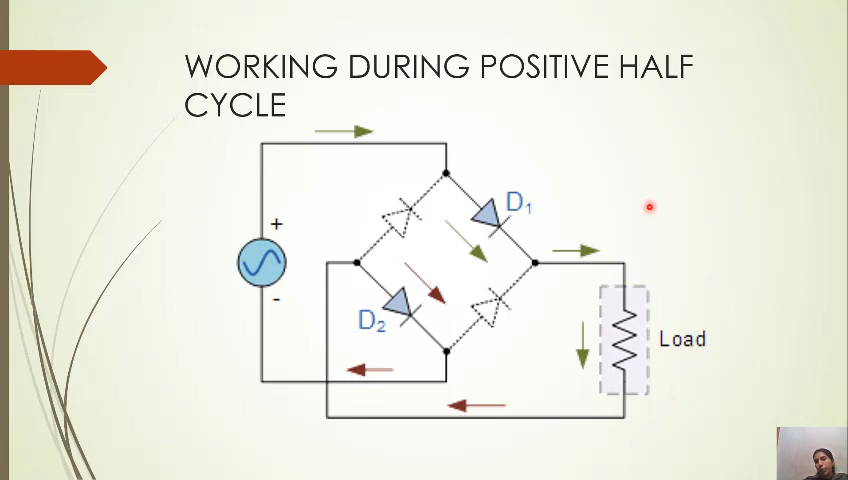 WORKING DURING POSITIVE HALF
CYCLE
D1
+
-
D2
Load